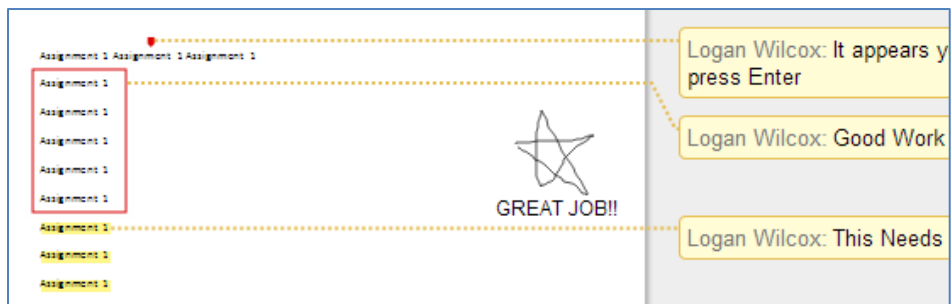 Assignment 1 Assignment 1 Assignment 1
Assignment 1
Assignment 1
Assignment 1
Assignment 1
Assignment 1
Assignment 1
Assignment 1
Assignment 1
GREAT JOB!!
Logan Wilcox: It appears y
press Enter
Logan Wilcox: Good Work
Logan Wilcox: This Needs